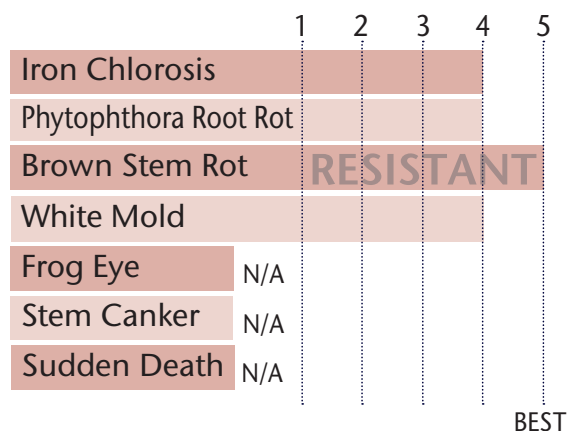 1 2 3 4 5
Iron Chlorosis
Phytophthora Root Rot
Brown Stem Rot RESISTANT
White Mold
Frog Eye N/A
Stem Canker N/A
Sudden Death N/A
BEST